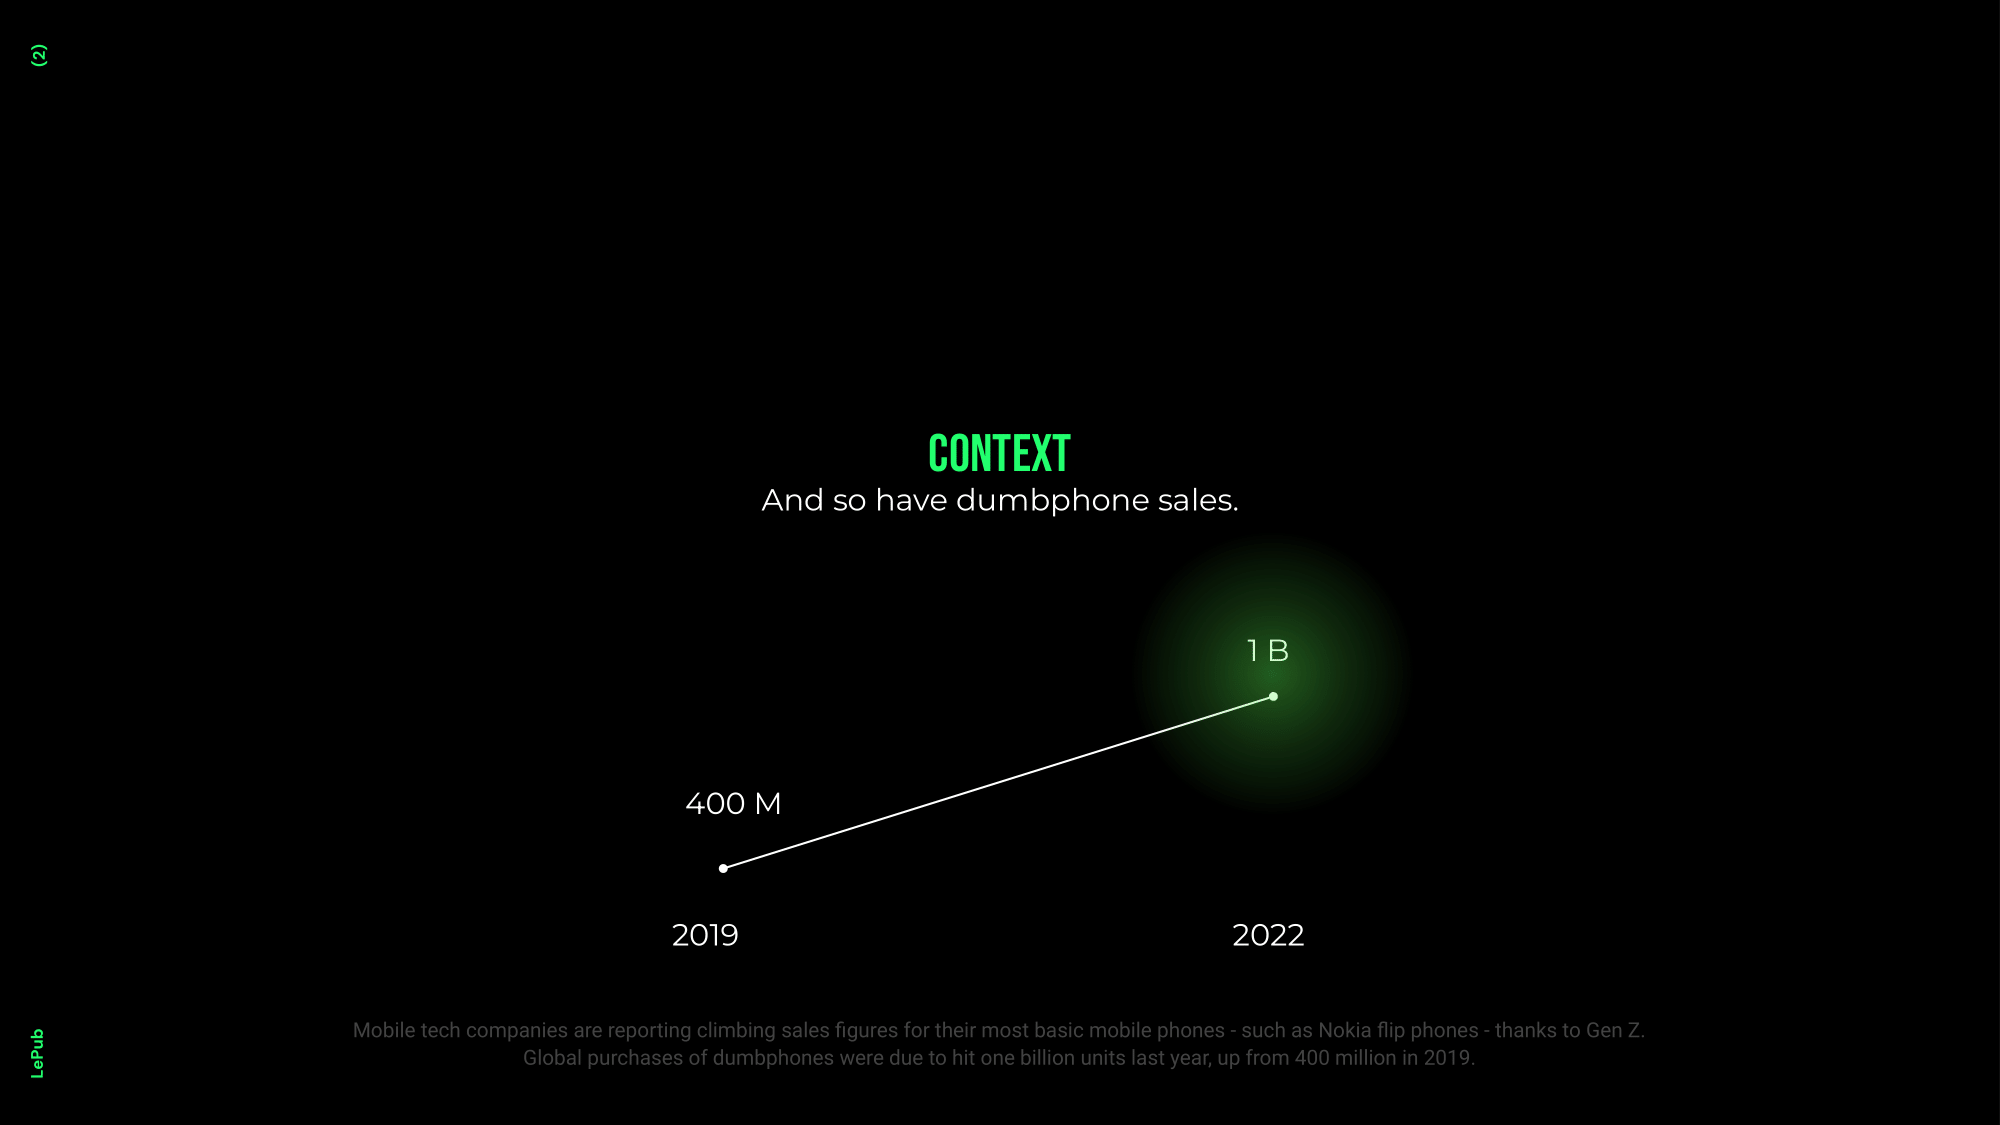 (2)
CONTEXT
And so have dumbphone sales.
1 B
400 M
2019
2022
Mobile tech companies are reporting climbing sales figures for their most basic mobile phones - such as Nokia flip phones - thanks to Gen Z.
Global purchases of dumbphones were due to hit one billion units last year, up from 400 million in 2019.
LePub